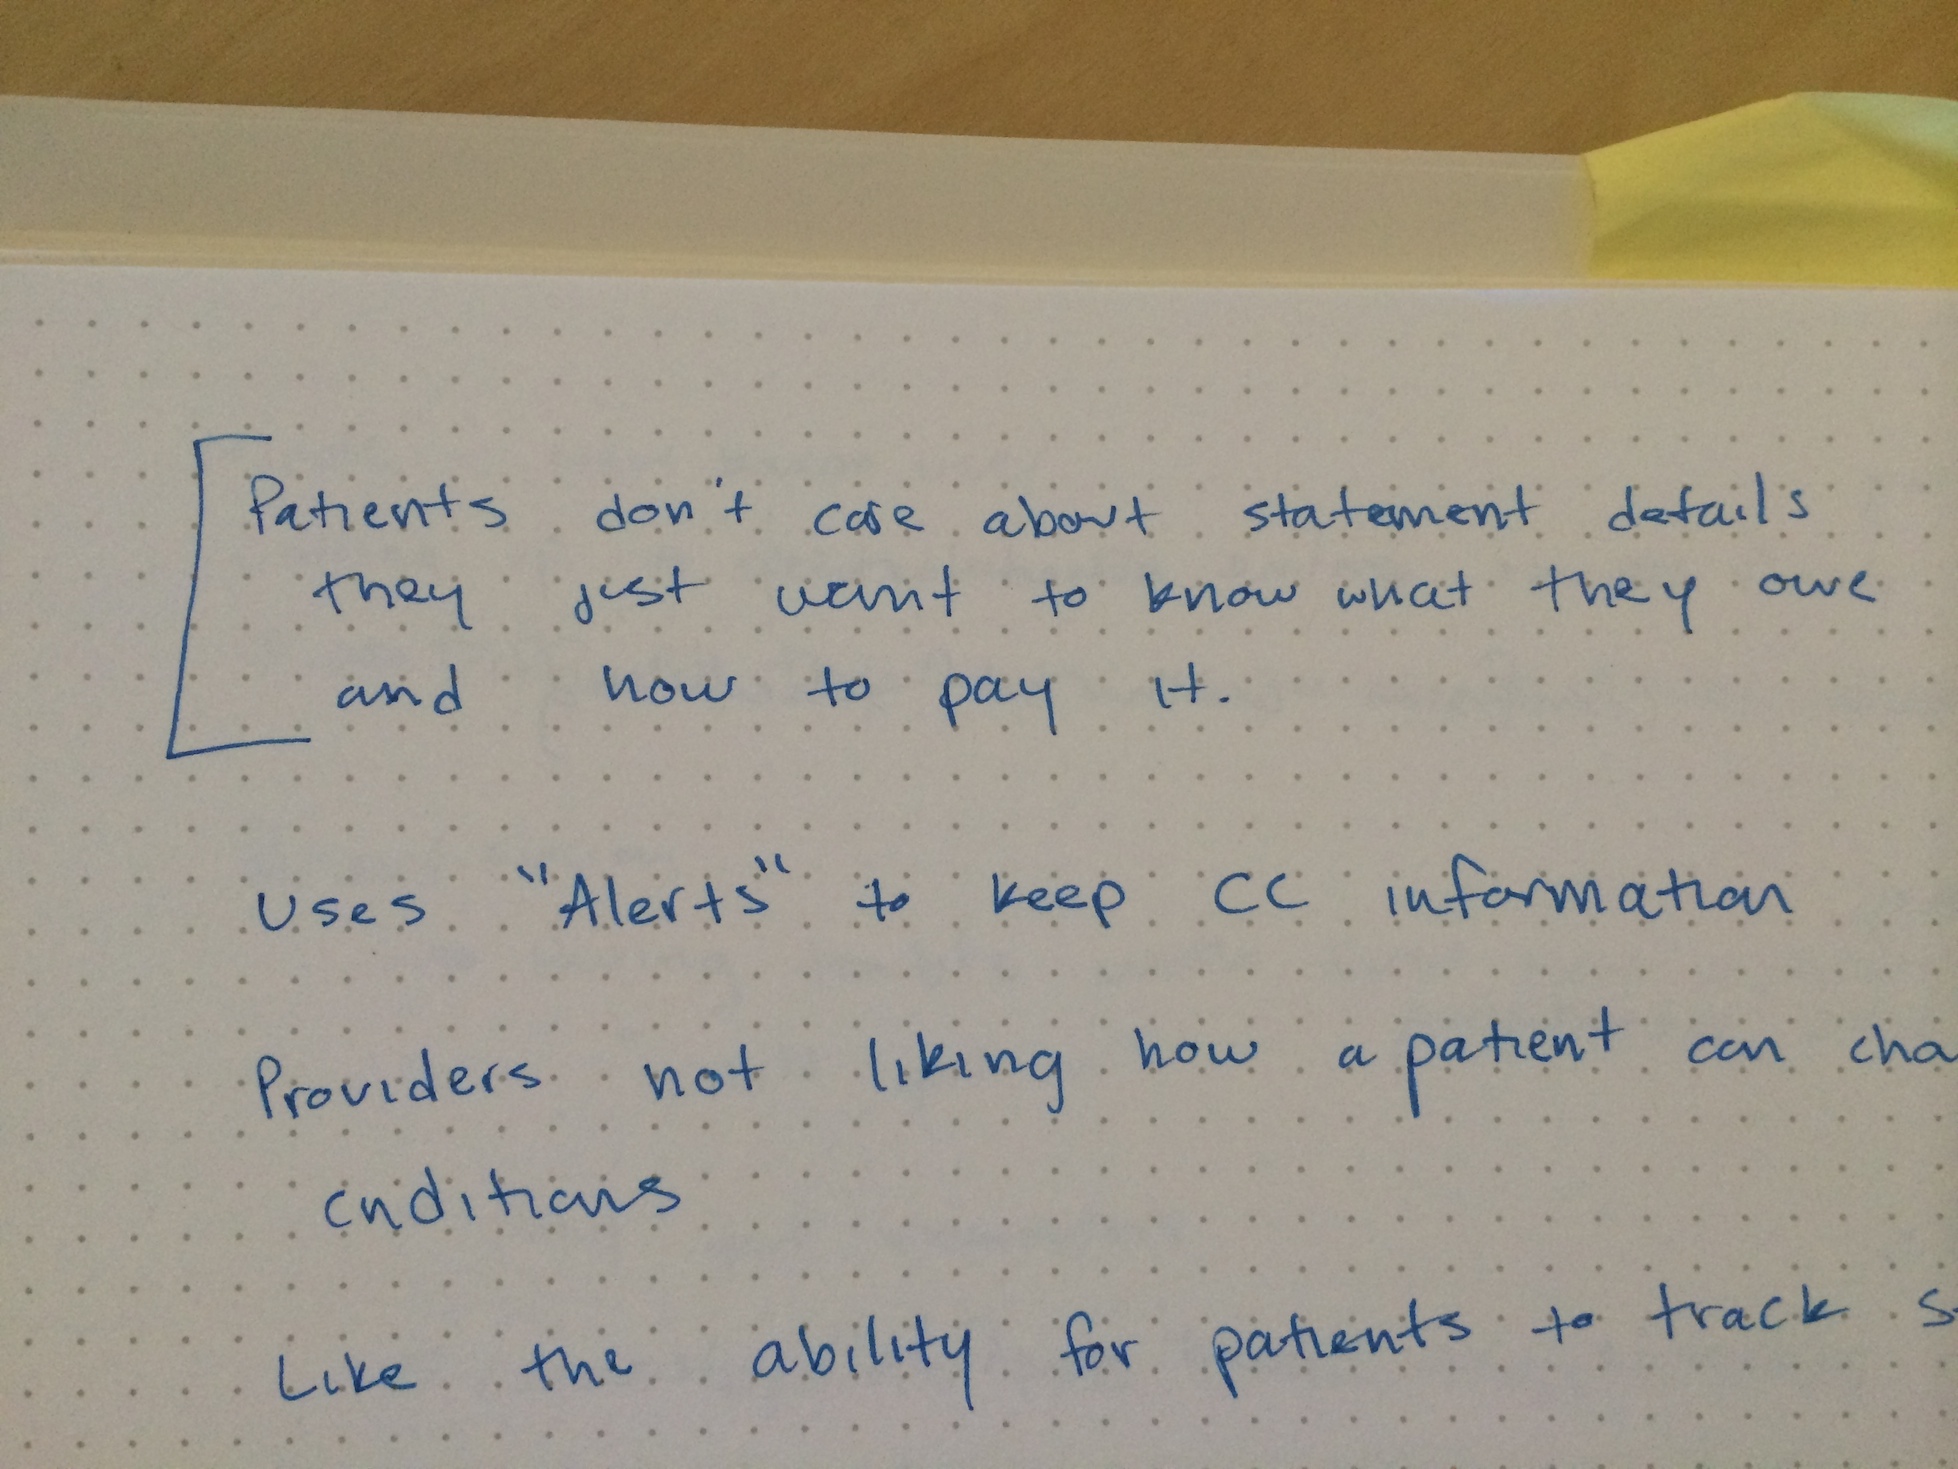 Patients don't care about statement details
they just want to know what they owe
and how to pay it.
Uses "Alerts" to keep CC information
Providers not liking how a patient can cha
cnditions
Like the ability for patients to track s